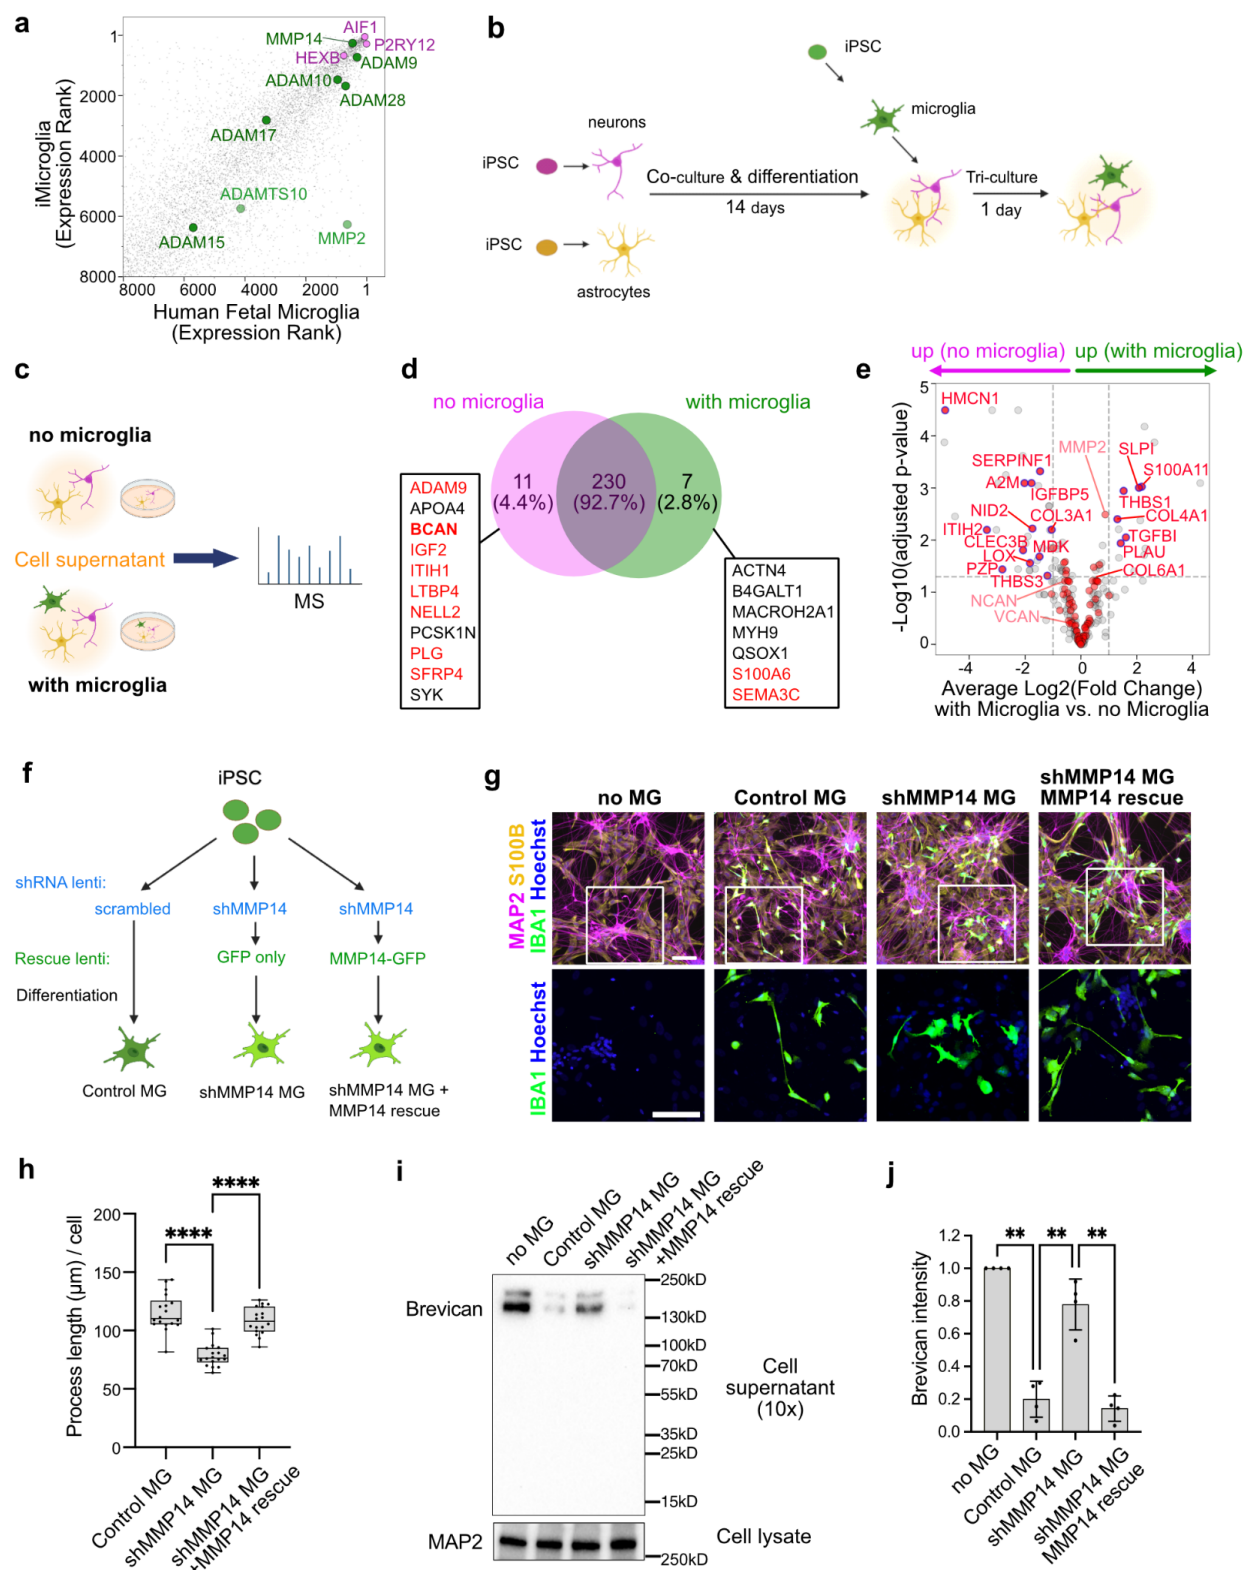 a
1
2000
4000
6000
8000
iMicroglia
(Expression Rank)
AIF1
MMP14
P2RY12
HEXB
ADAM9
ADAM10
ADAM28
ADAM17
ADAMTS10
ADAM15
MMP2
8000 6000 4000 2000 1
Human Fetal Microglia
(Expression Rank)
b
iPSC
microglia
neurons
iPSC
Co-culture & differentiation
14 days
Tri-culture
1 day
iPSC
astrocytes
c
no microglia
Cell supernatant
MS
with microglia
d
no microglia
with microglia
11
(4.4%)
230
(92.7%)
7
(2.8%)
ADAM9
APOA4
BCAN
IGF2
ITIH1
LTBP4
NELL2
PCSK1N
PLG
SFRP4
SYK
ACTN4
B4GALT1
MACROH2A1
MYH9
QSOX1
S100A6
SEMA3C
e
up (no microglia) up (with microglia)
5
4
3
2
1
0
-Log10(adjusted p-value)
HMCN1
MMP2
SLPI
SERPINF1
S100A11
A2M
IGFBP5
THBS1
NID2
COL3A1
COL4A1
ITIH2
CLEC3B
TGFBI
LOX
MDK
PLAU
PZP
THBS3
COL6A1
NCAN
VCAN
-4 -2 0 2 4
Average Log2(Fold Change)
with Microglia vs. no Microglia
f
iPSC
shRNA lenti:
scrambled shMMP14 shMMP14
Rescue lenti:
GFP only MMP14-GFP
Differentiation
Control MG
shMMP14 MG
shMMP14 MG +
MMP14 rescue
g
no MG
Control MG
shMMP14 MG
shMMP14 MG
MMP14 rescue
MAP2 S100B
IBA1 Hoechst
IBA1 Hoechst
h
****
****
200
150
100
50
0
Process length (µm) / cell
Control MG
shMMP14 MG
shMMP14 MG
+MMP14 rescue
i
no MG
Control MG
shMMP14 MG
shMMP14 MG
+MMP14 rescue
Brevican
250kD
130kD
100kD
70kD
55kD
35kD
25kD
15kD
Cell
supernatant
(10x)
MAP2
Cell lysate
250kD
j
** ** **
1.2
1.0
0.8
0.6
0.4
0.2
0.0
Brevican intensity
no MG
Control MG
shMMP14 MG
shMMP14 MG
MMP14 rescue